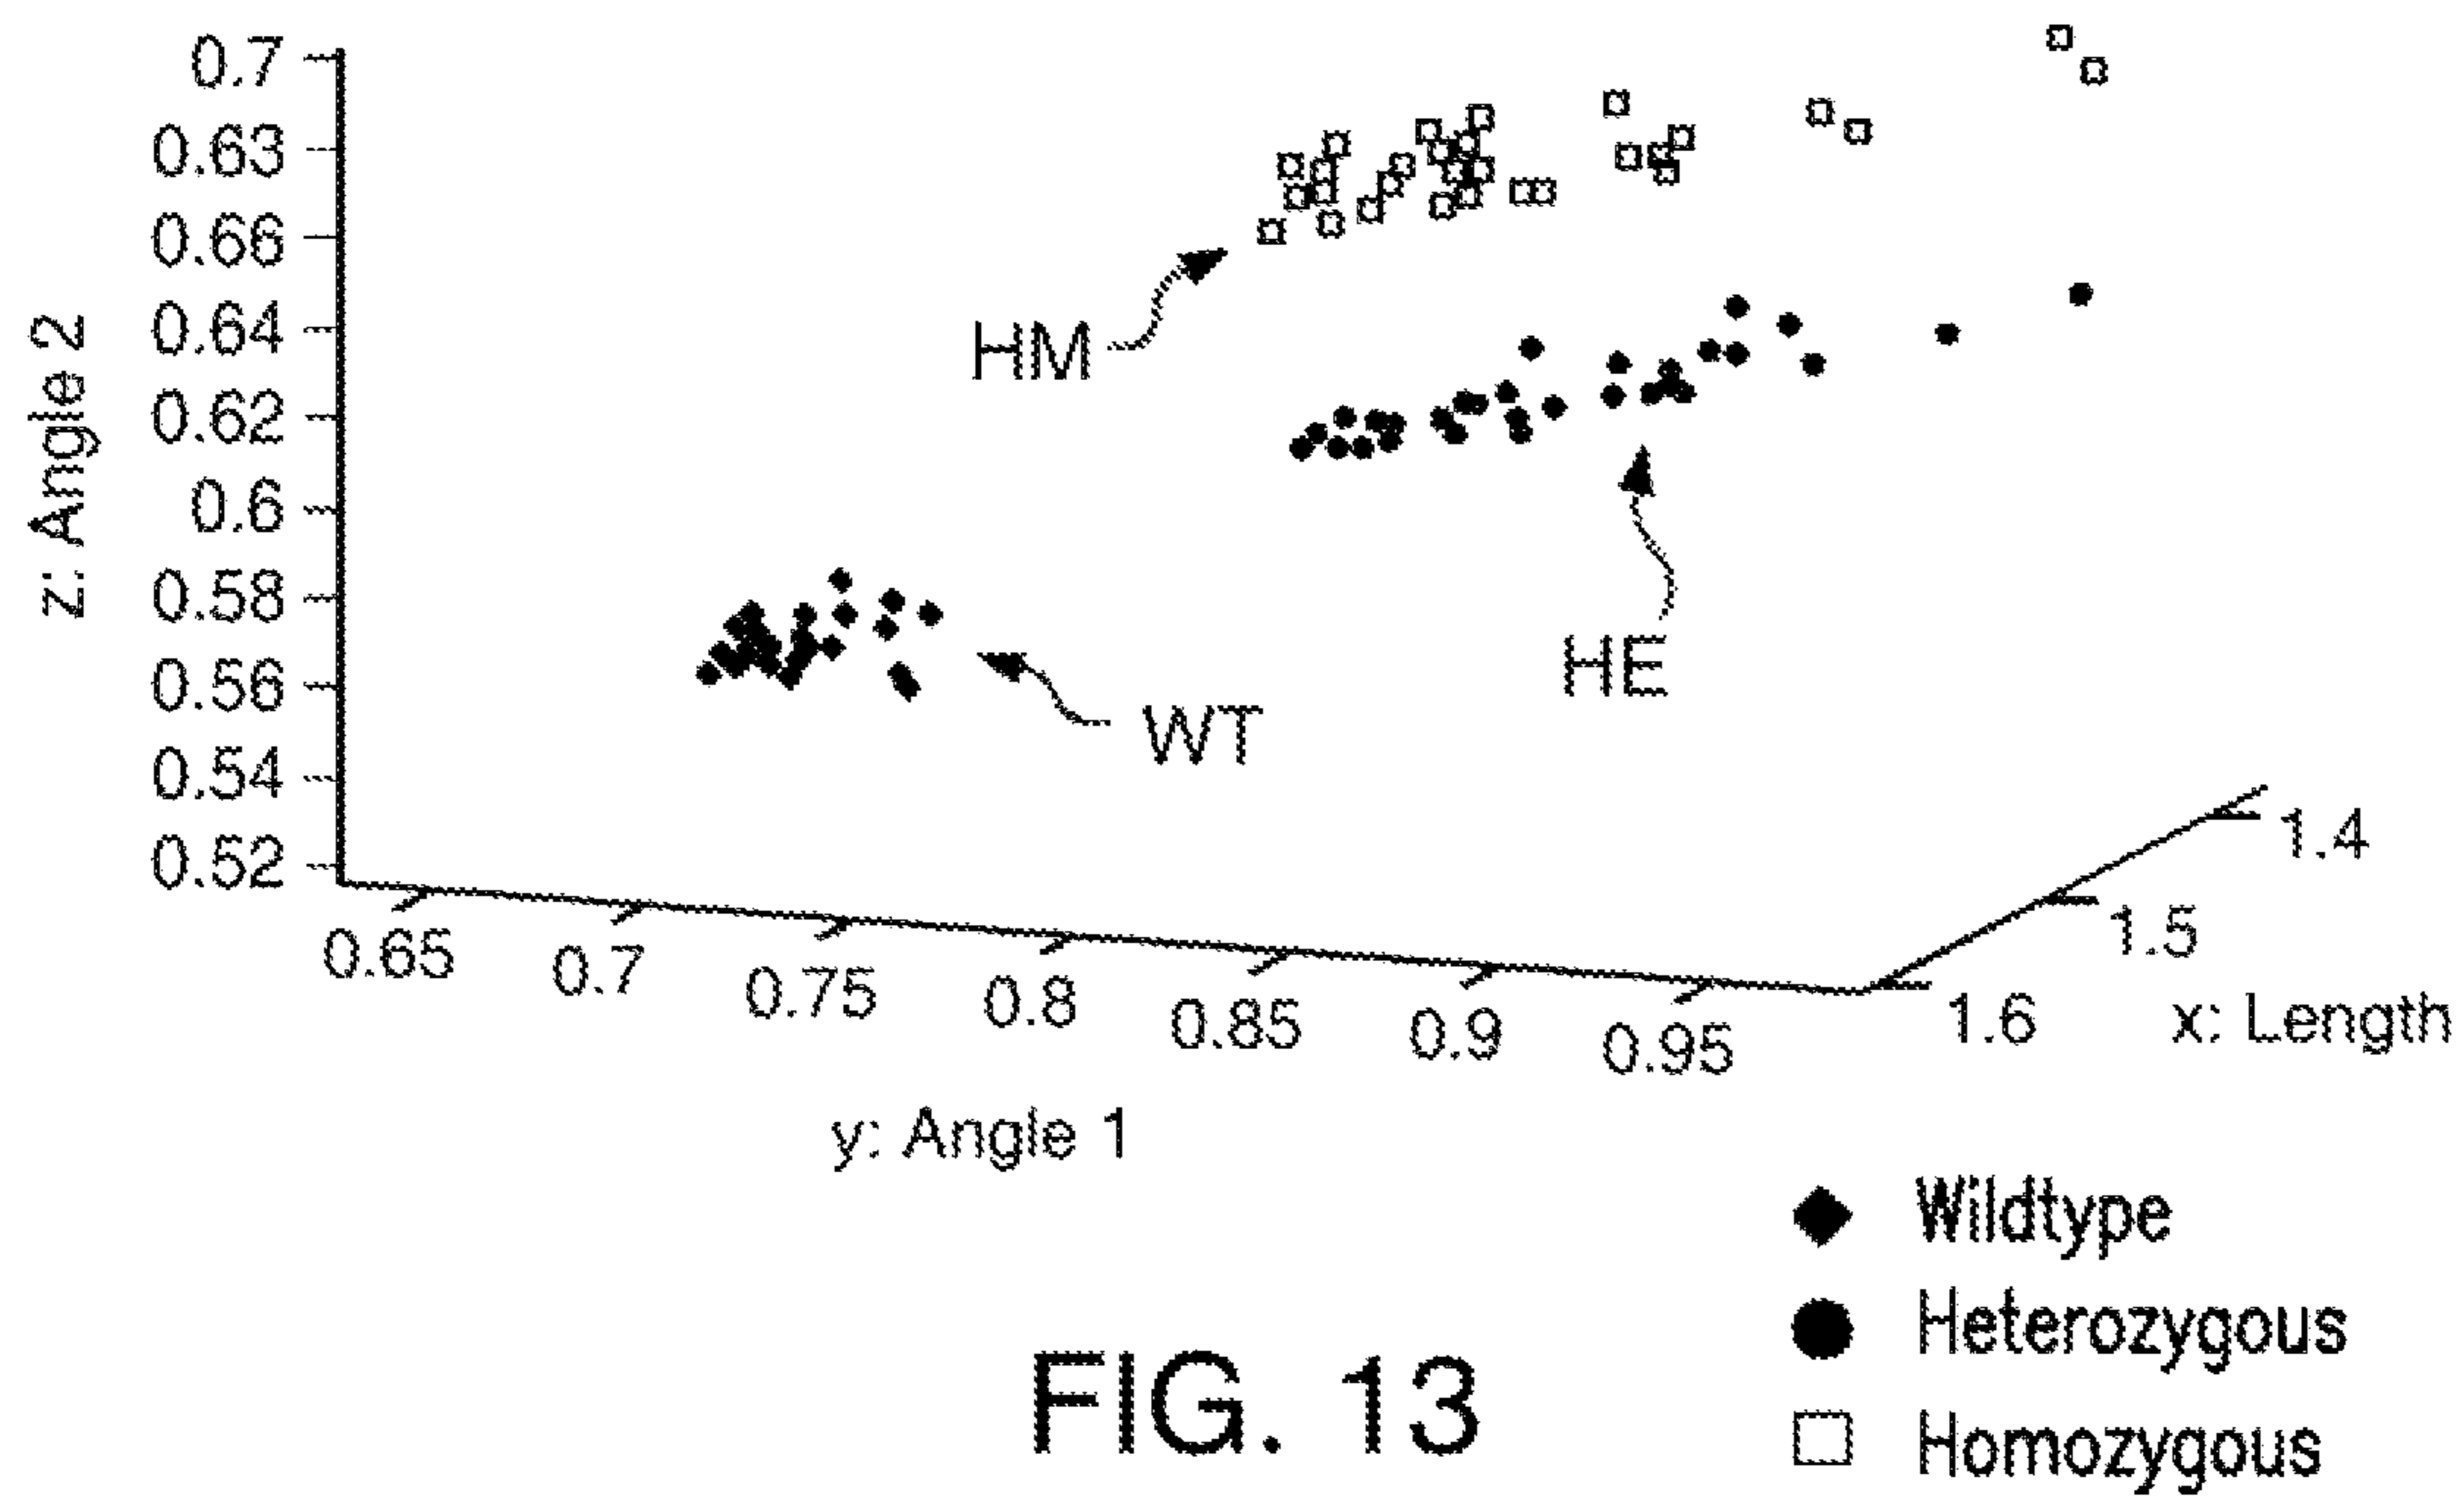 0.7
0.63
0.66
0.64
0.62
0.6
0.58
0.56
0.54
0.52
z: Angle 2
HM
HE
WT
0.65
0.7
0.75
0.8
0.85
0.9
0.95
1.4
1.5
1.6
x: Length
y: Angle 1
Wildtype
Heterozygous
Homozygous
FIG. 13